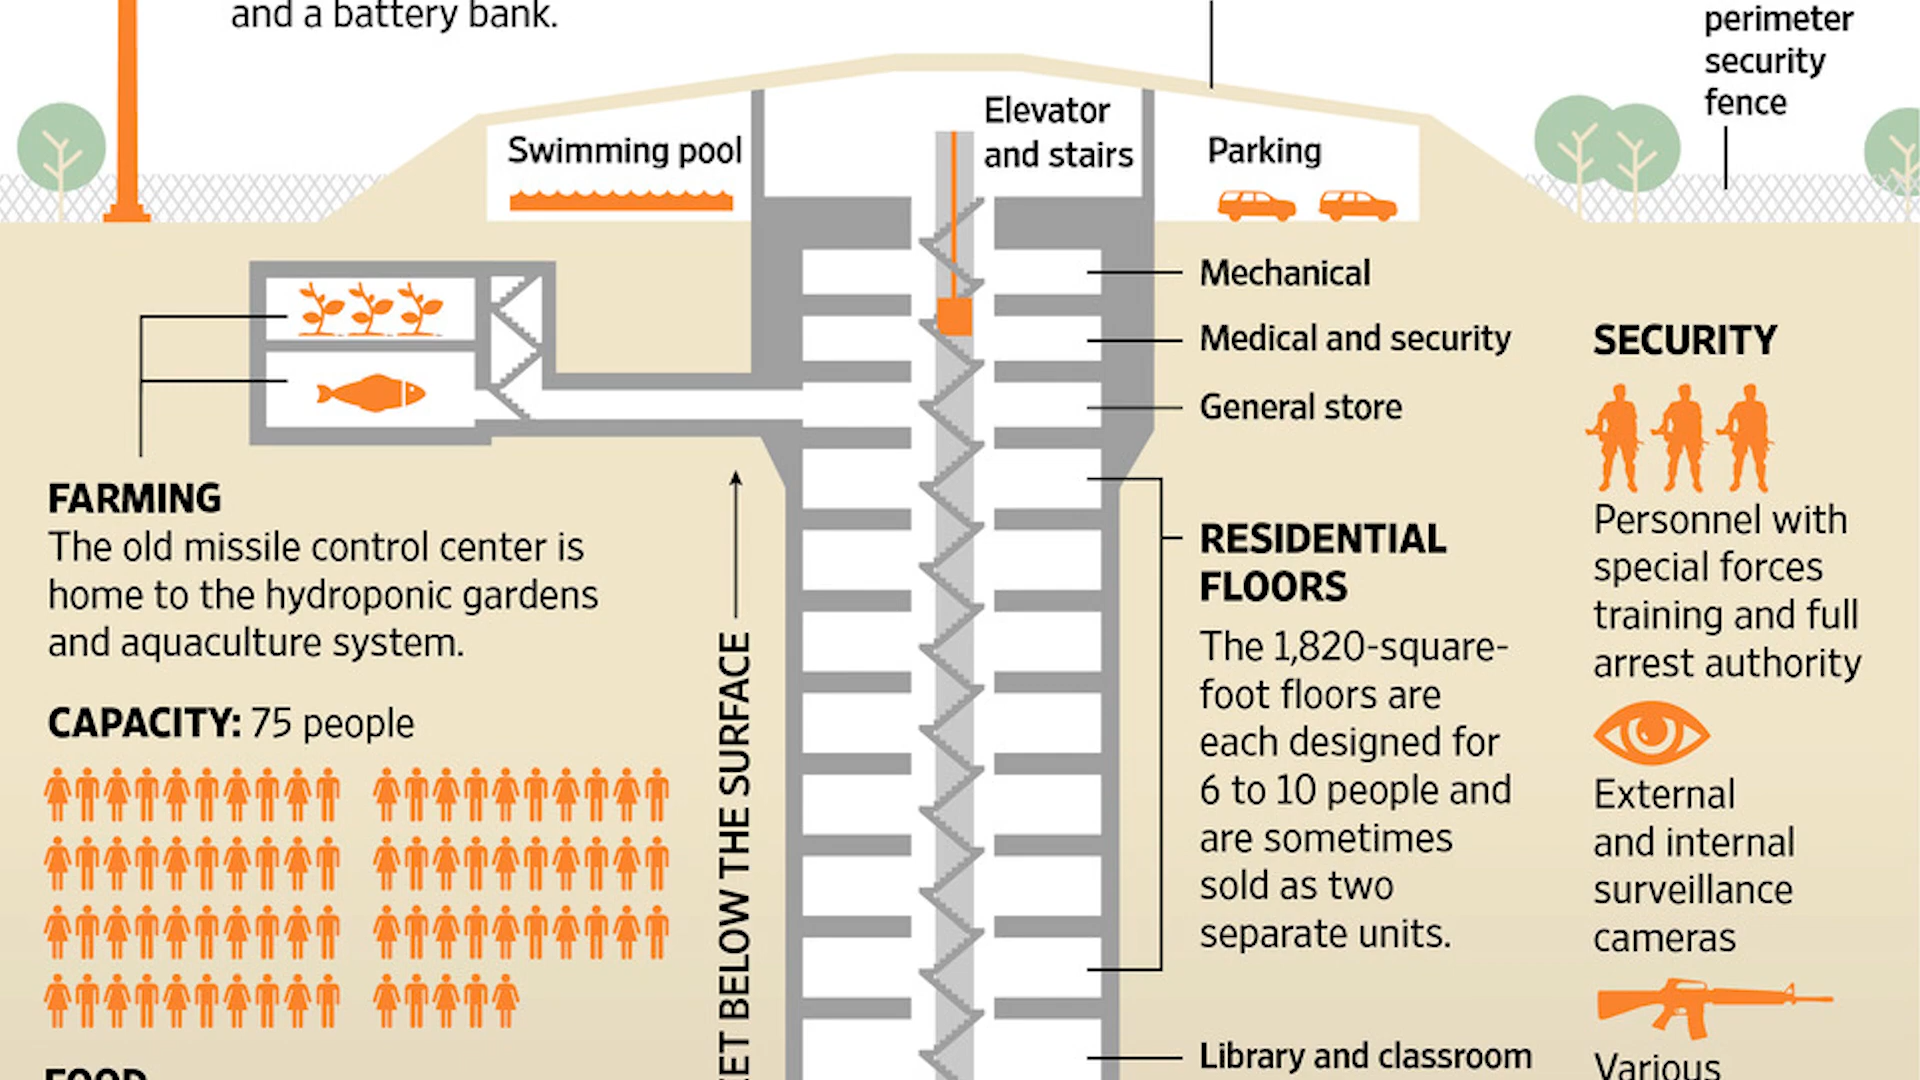 and a battery bank.
perimeter
security
fence
Elevator
and stairs
Swimming pool
Parking
Mechanical
Medical and security
General store
FARMING
The old missile control center is
home to the hydroponic gardens
and aquaculture system.
CAPACITY: 75 people
FOOD
BELOW THE SURFACE
RESIDENTIAL
FLOORS
The 1,820-square-
foot floors are
each designed for
6 to 10 people and
are sometimes
sold as two
separate units.
Library and classroom
SECURITY
Personnel with
special forces
training and full
arrest authority
External
and internal
surveillance
cameras
Various